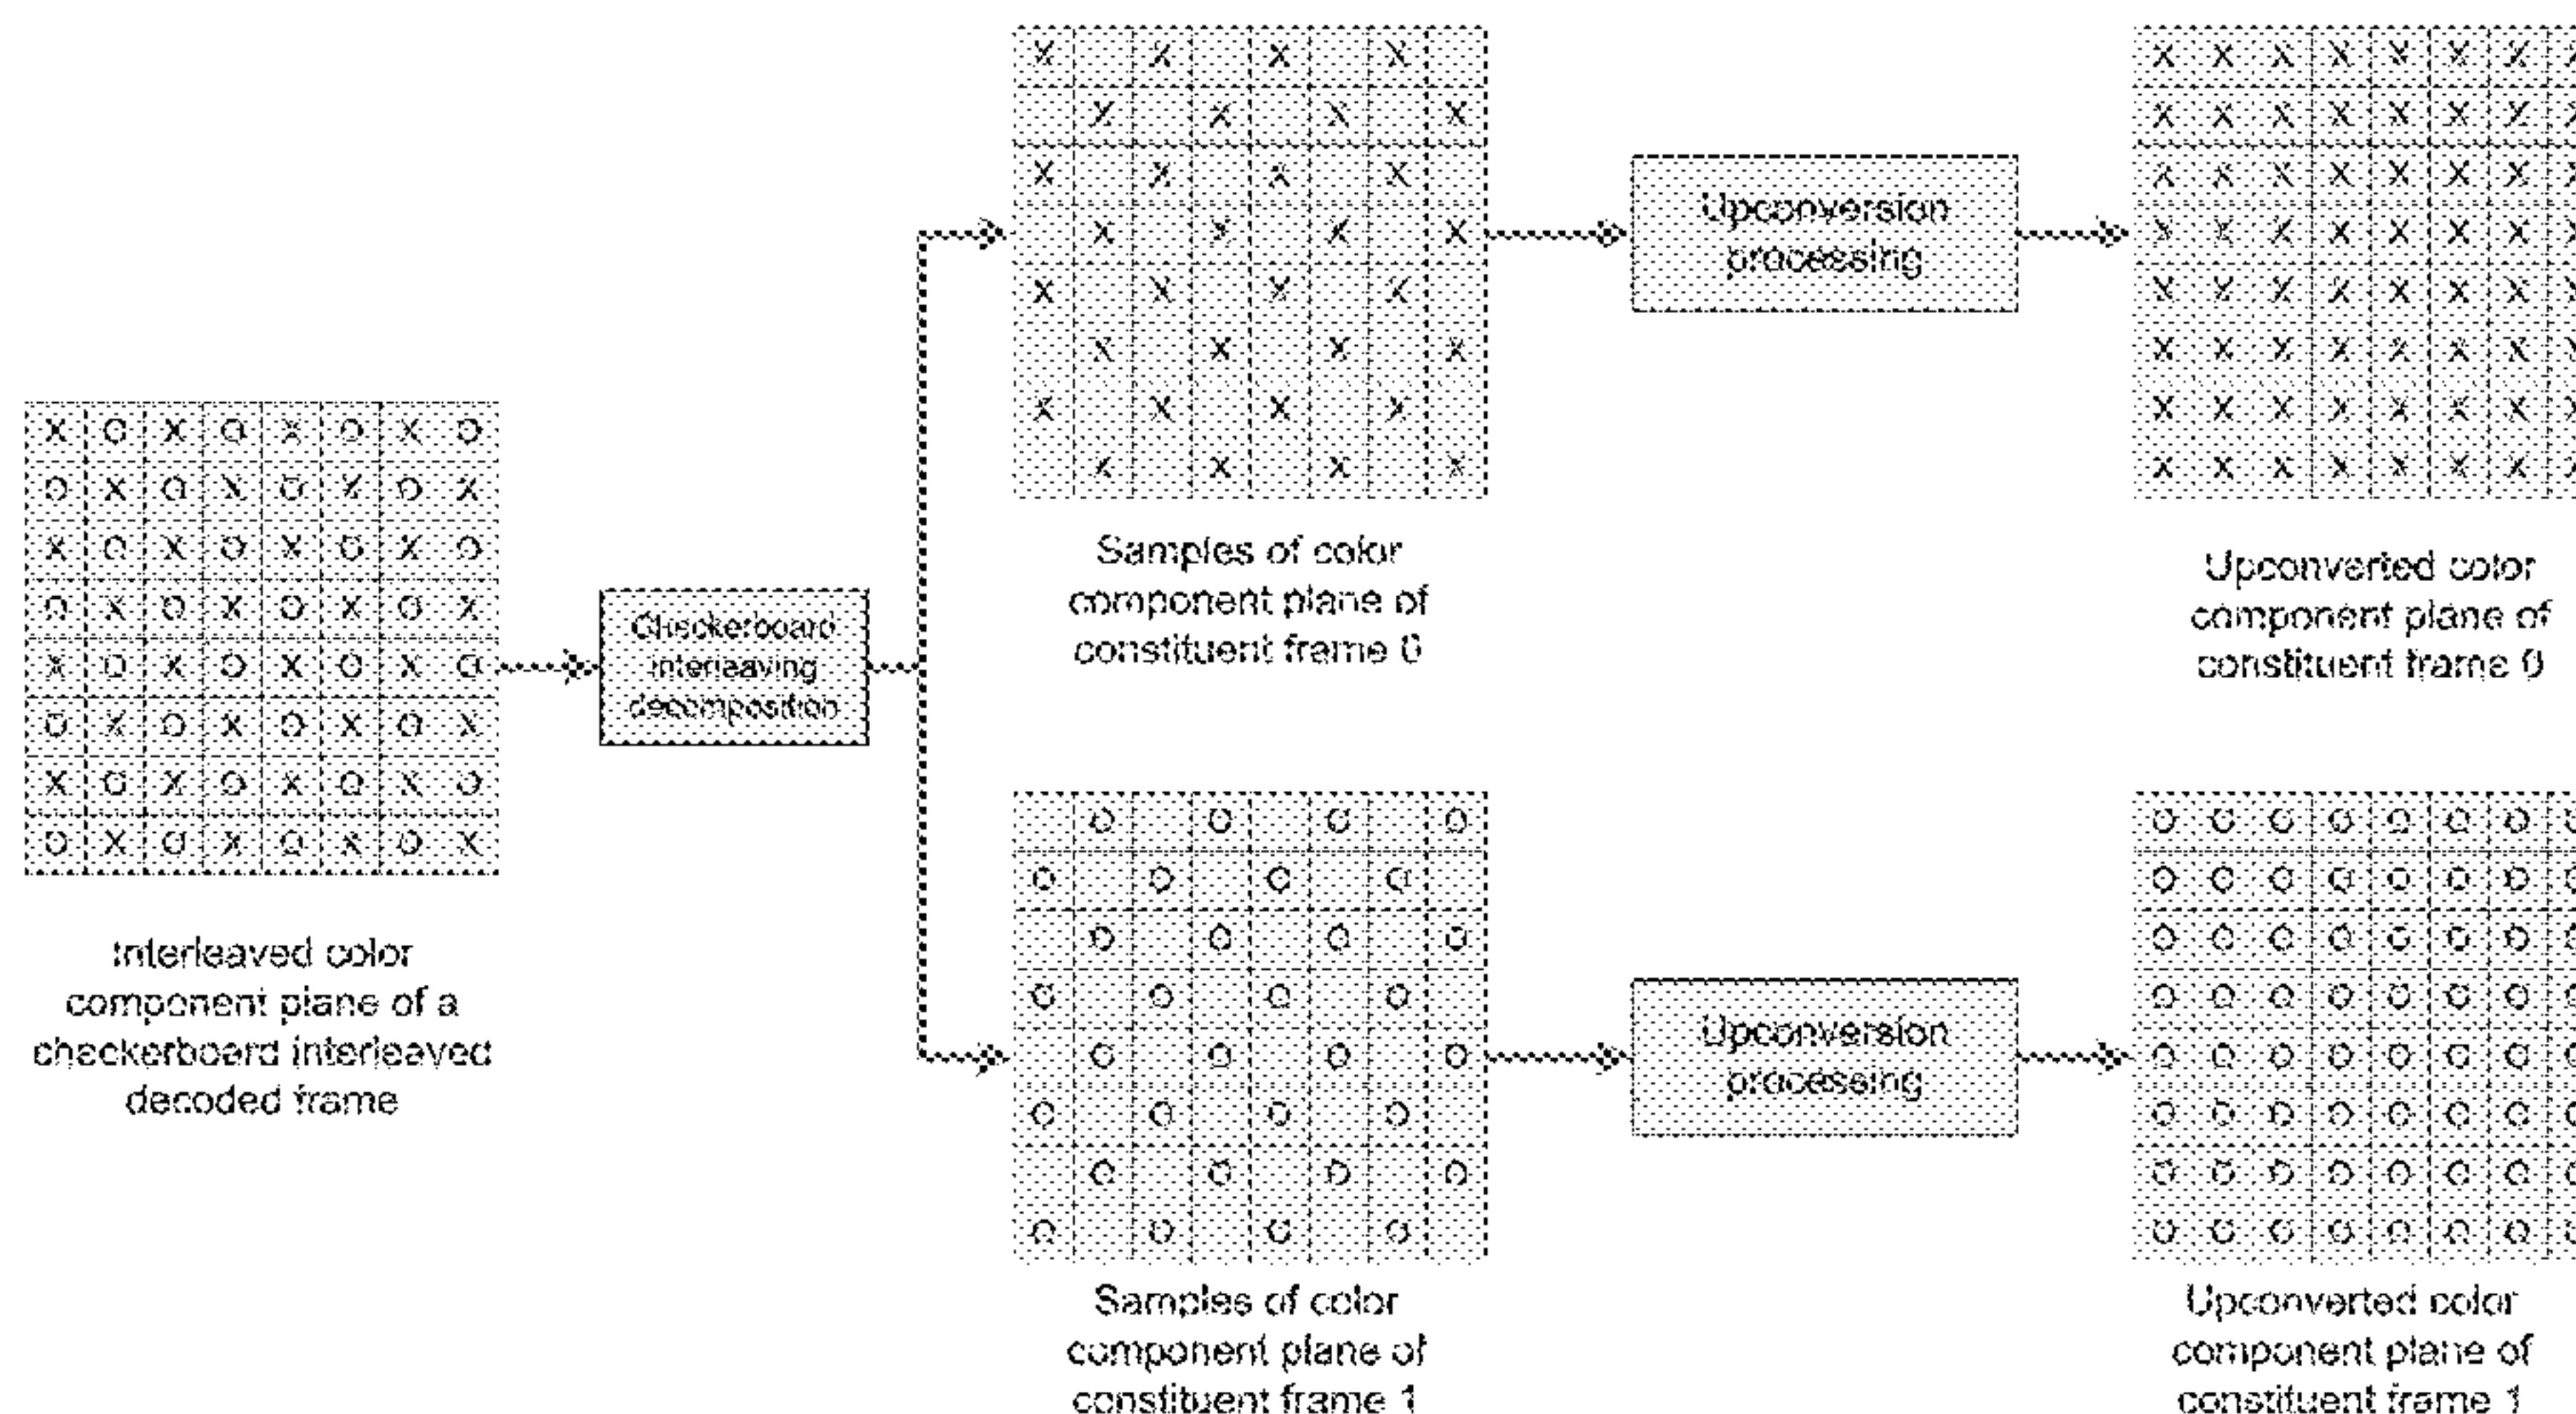 Interleaved color
component plane of a
checkerboard interleaved
decoded frame
Checkerboard
interleaving
decomposition
Samples of color
component plane of
constituent frame 0
Upconversion
processing
Upconverted color
component plane of
constituent frame 0
Samples of color
component plane of
constituent frame 1
Upconversion
processing
Upconverted color
component plane of
constituent frame 1